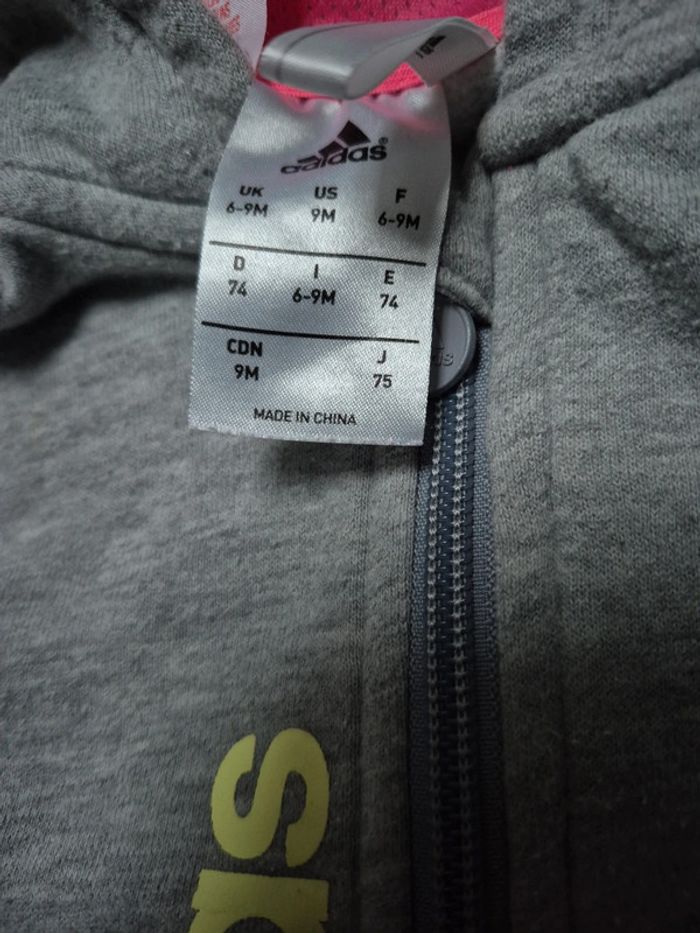 adidas®
UK US F
6-9M 9M 6-9M
D I E
74 6-9M 74
CDN J
9M 75
MADE IN CHINA